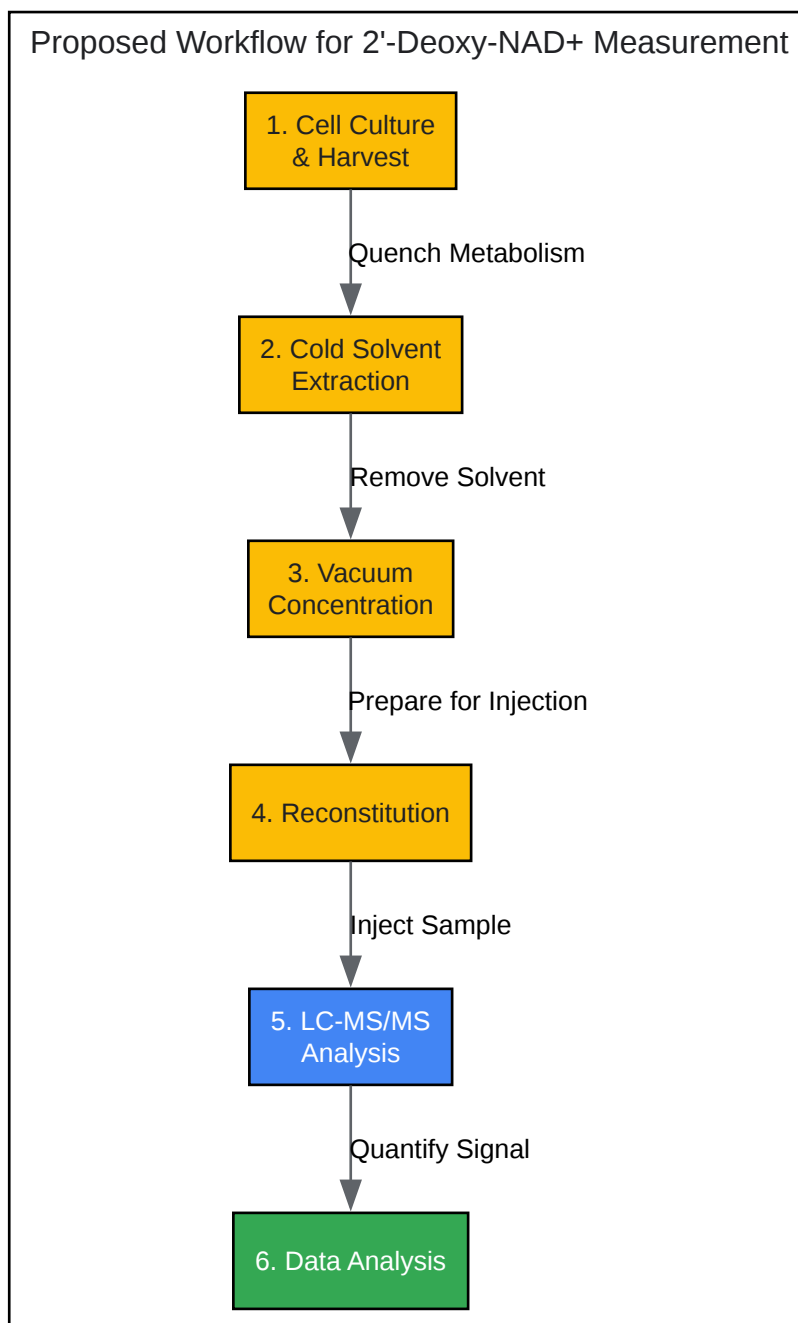 Proposed Workflow for 2'-Deoxy-NAD+ Measurement
1. Cell Culture
& Harvest
Quench Metabolism
2. Cold Solvent
Extraction
Remove Solvent
3. Vacuum
Concentration
Prepare for Injection
4. Reconstitution
Inject Sample
5. LC-MS/MS
Analysis
Quantify Signal
6. Data Analysis